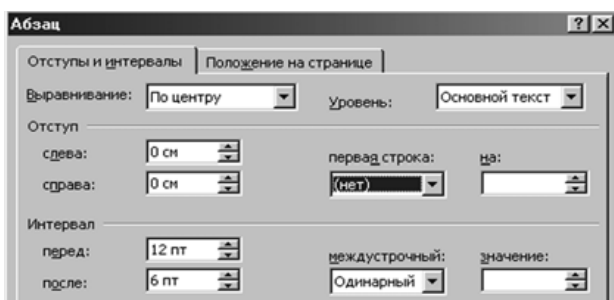 Абзац
Отступы и интервалы Положение на странице
Выравнивание: По центру Уровень: Основной текст
Отступ
слева: 0 см первая строка: на:
справа: 0 см (нет)
Интервал
перед: 12 пт междустрочный: значение:
после: 6 пт Одинарный